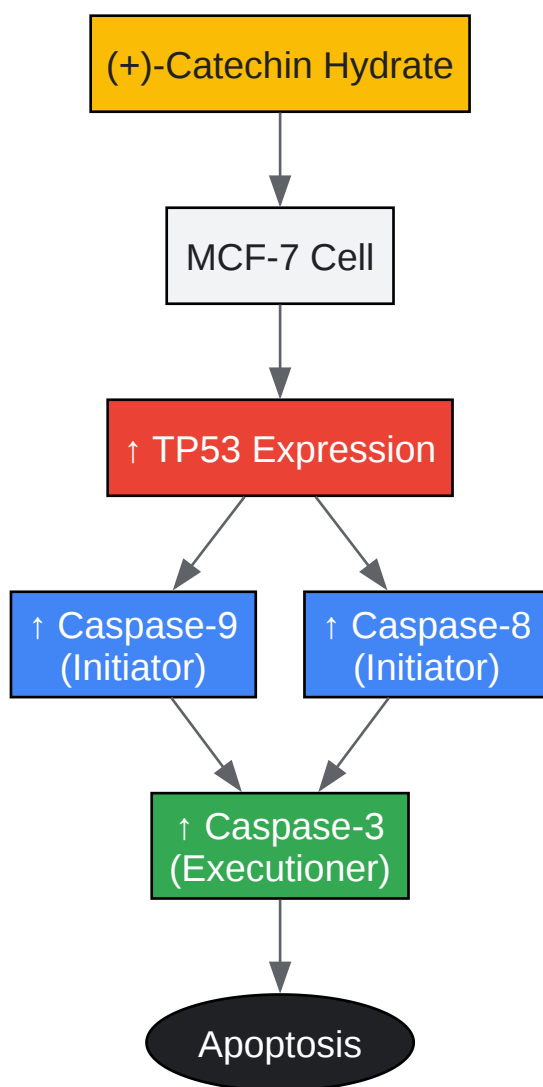 (+)-Catechin Hydrate
MCF-7 Cell
↑ TP53 Expression
↑ Caspase-9
(Initiator)
↑ Caspase-8
(Initiator)
↑ Caspase-3
(Executioner)
Apoptosis